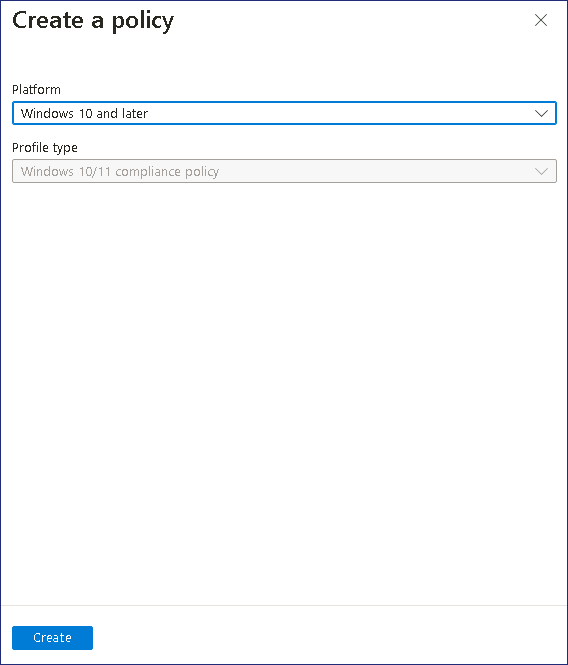 Create a policy
Platform
Windows 10 and later
Profile type
Windows 10/11 compliance policy
Create